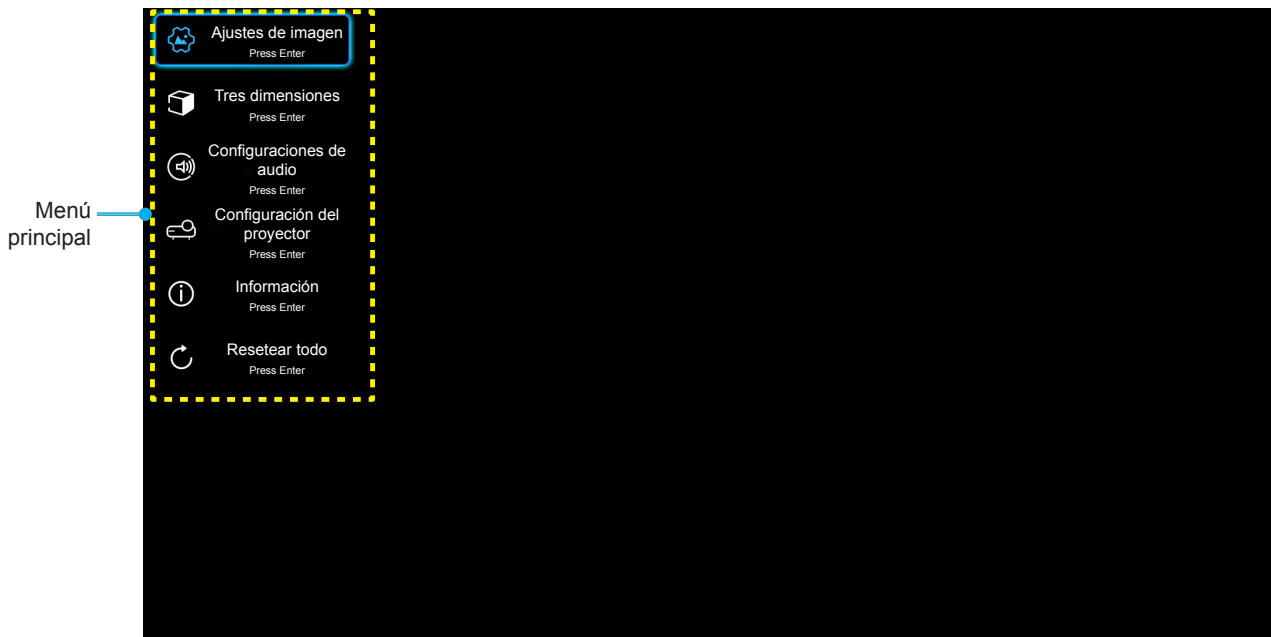 Ajustes de imagen
Press Enter
Tres dimensiones
Press Enter
Configuraciones de
audio
Press Enter
Menú
principal
Configuración del
proyector
Press Enter
Información
Press Enter
Resetear todo
Press Enter